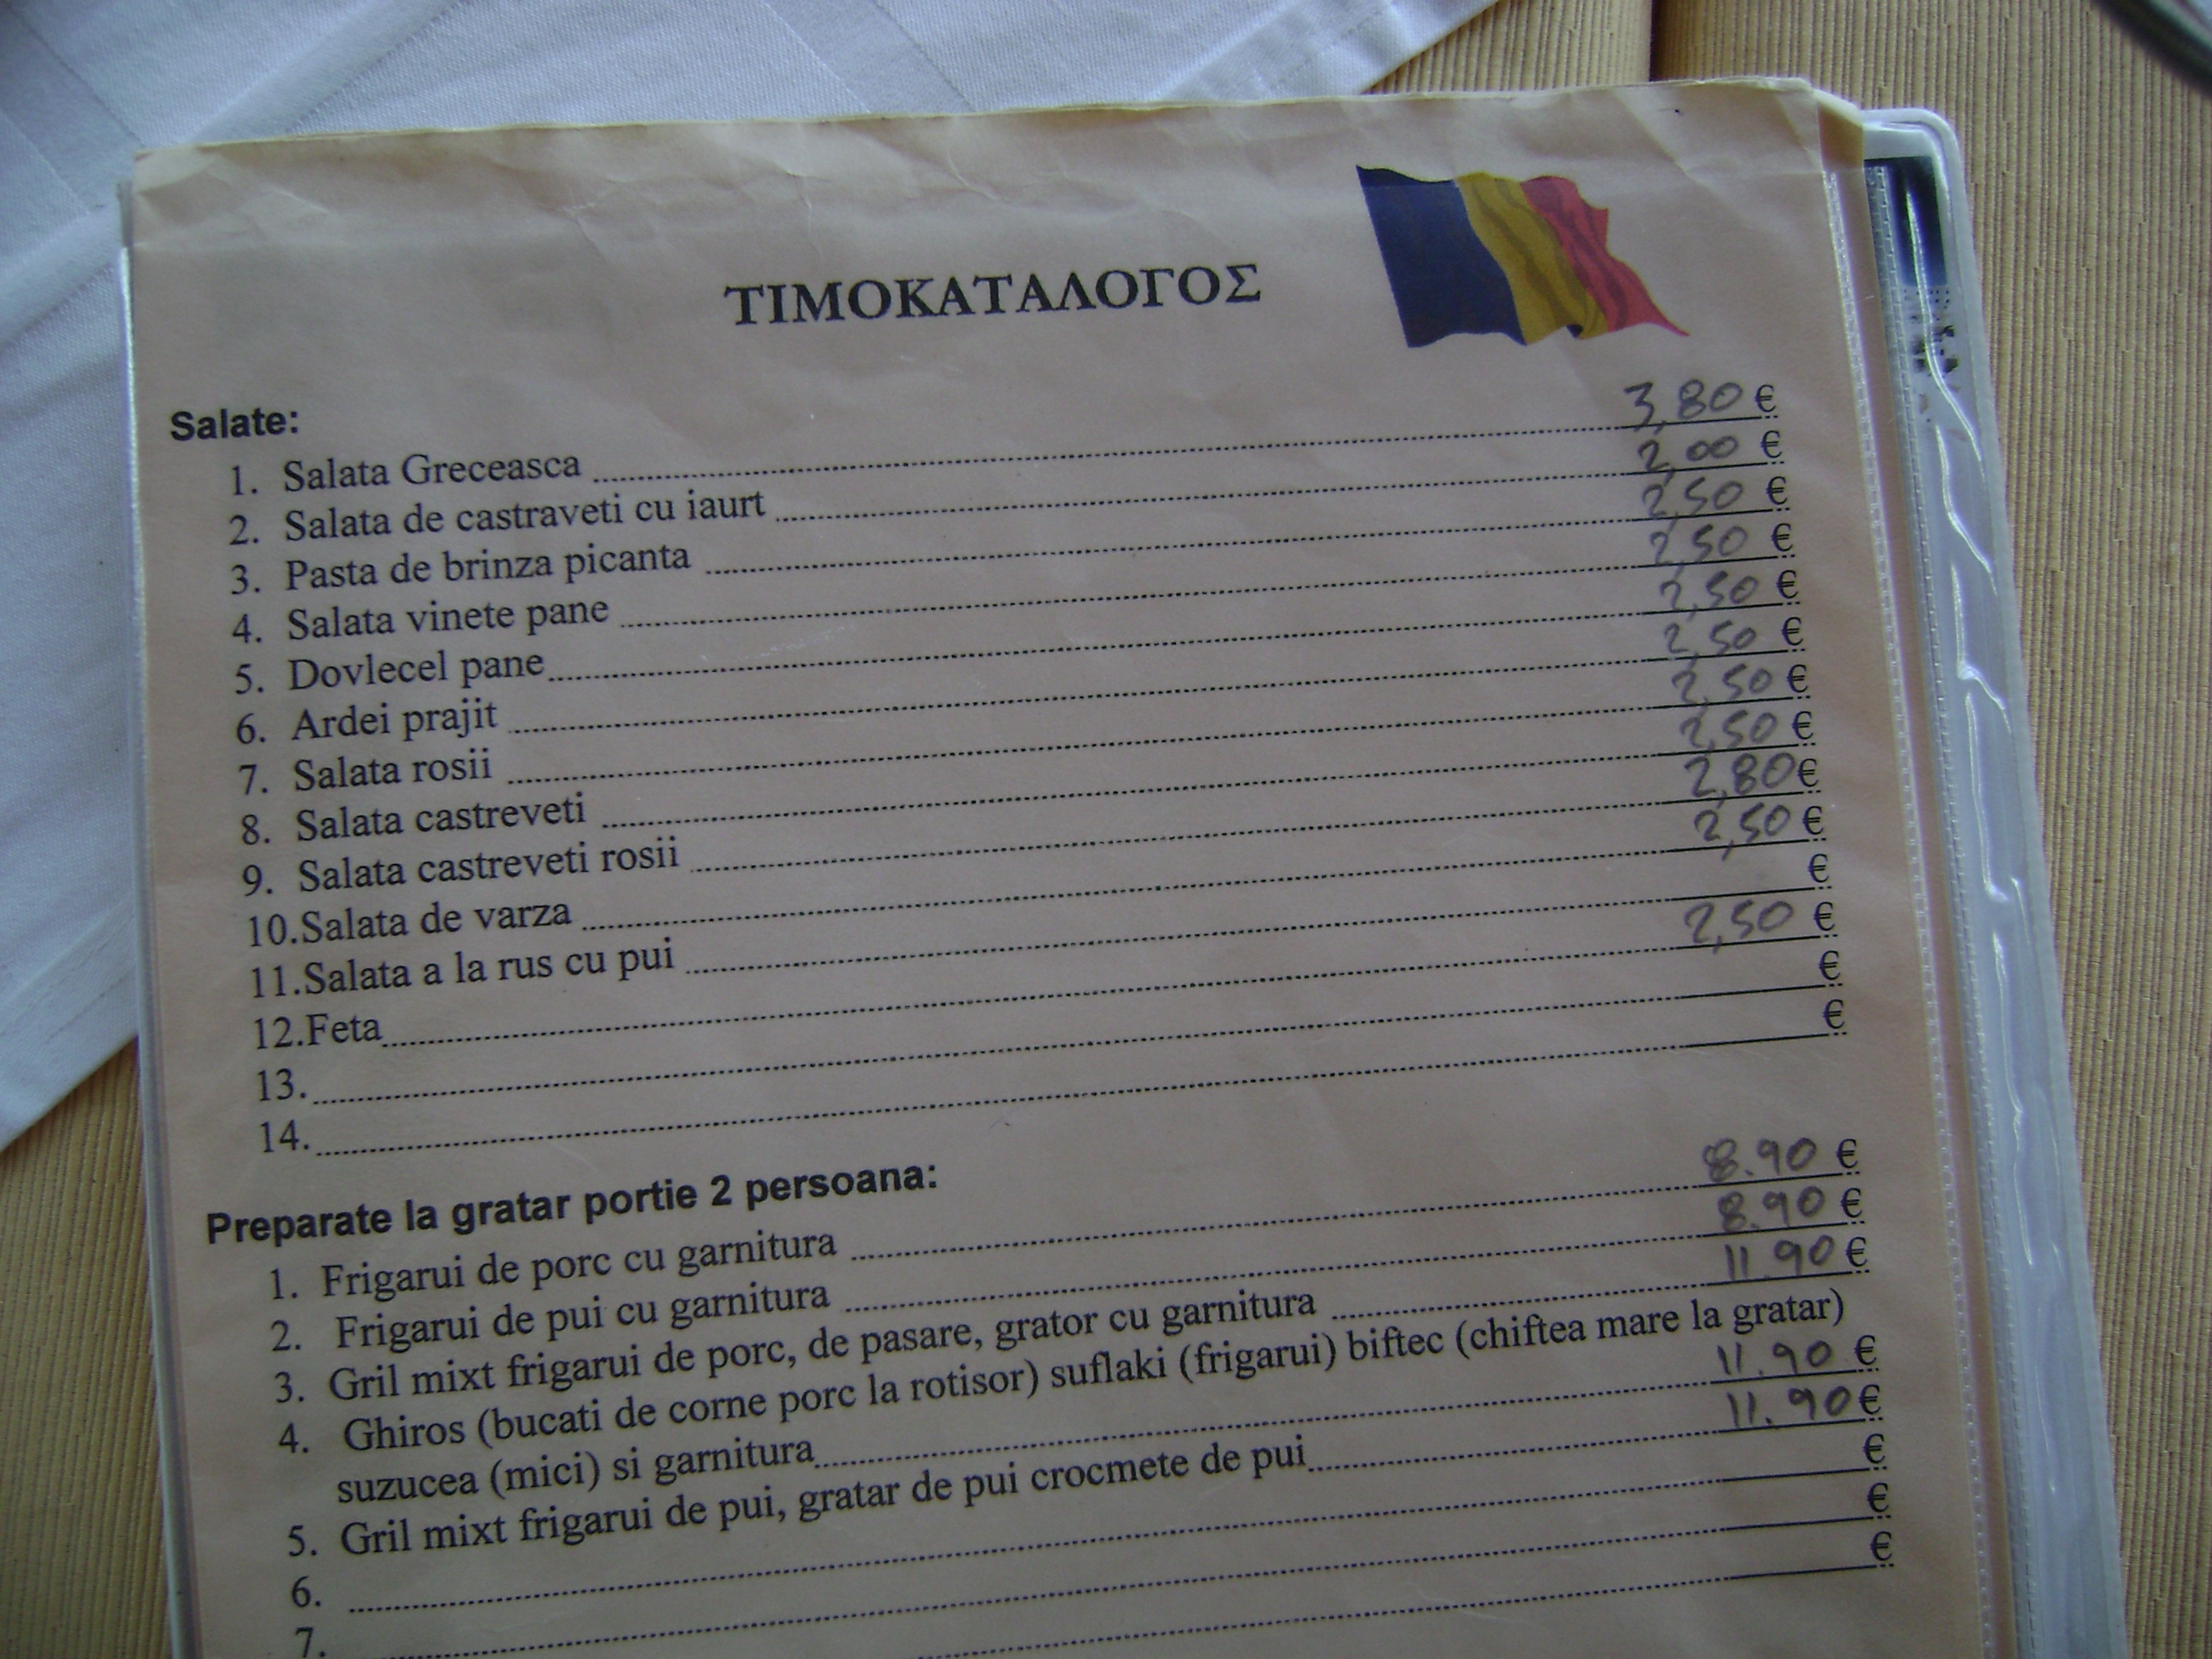 ΤΙΜΟΚΑΤΑΛΟΓΟΣ
Salate:
1. Salata Greceasca 3,80 €
2. Salata de castraveti cu iaurt 2,00 €
3. Pasta de brinza picanta 2,50 €
4. Salata vinete pane 2,50 €
5. Dovlecel pane 2,50 €
6. Ardei prajit 2,50 €
7. Salata rosii 2,50 €
8. Salata castreveti 2,50 €
9. Salata castreveti rosii 2,80 €
10.Salata de varza 2,50 €
11.Salata a la rus cu pui €
12.Feta 2,50 €
13. €
14. €
Preparate la gratar portie 2 persoana:
1. Frigarui de porc cu garnitura 8.90 €
2. Frigarui de pui cu garnitura 8.90 €
3. Gril mixt frigarui de porc, de pasare, grator cu garnitura 11.90 €
4. Ghiros (bucati de corne porc la rotisor) suflaki (frigarui) biftec (chiftea mare la gratar)
suzucea (mici) si garnitura 11.90 €
5. Gril mixt frigarui de pui, gratar de pui crocmete de pui 11.90 €
6. €
7. €
€